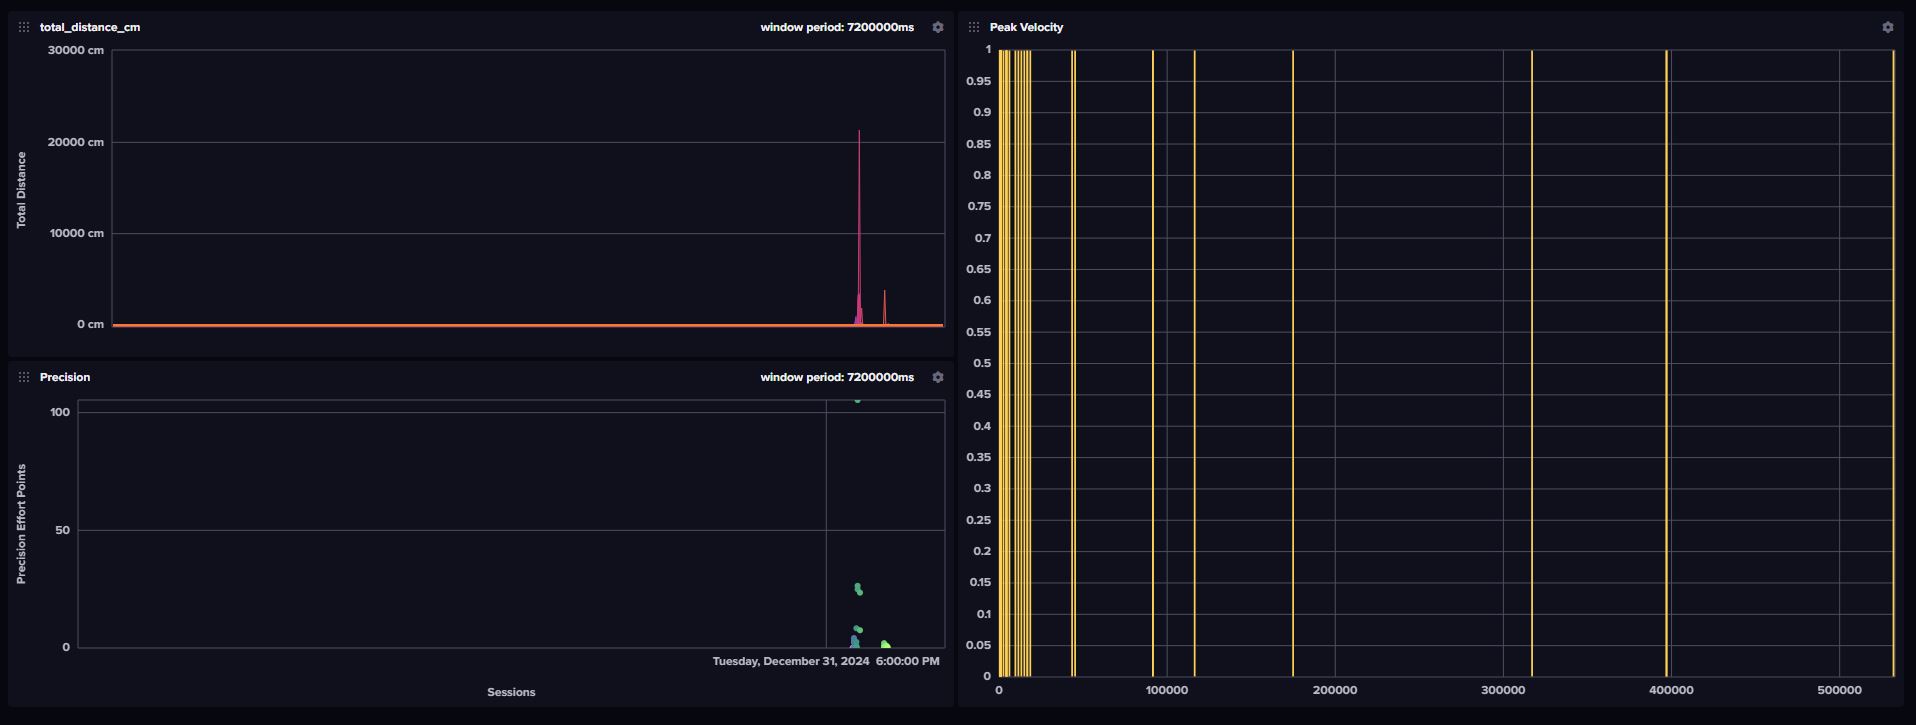 total_distance_cm
window period: 7200000ms
Total Distance
30000 cm
20000 cm
10000 cm
0 cm
Precision
window period: 7200000ms
Precision Effort Points
100
50
0
Tuesday, December 31, 2024 6:00:00 PM
Sessions
Peak Velocity
1
0.95
0.9
0.85
0.8
0.75
0.7
0.65
0.6
0.55
0.5
0.45
0.4
0.35
0.3
0.25
0.2
0.15
0.1
0.05
0
0 100000 200000 300000 400000 500000